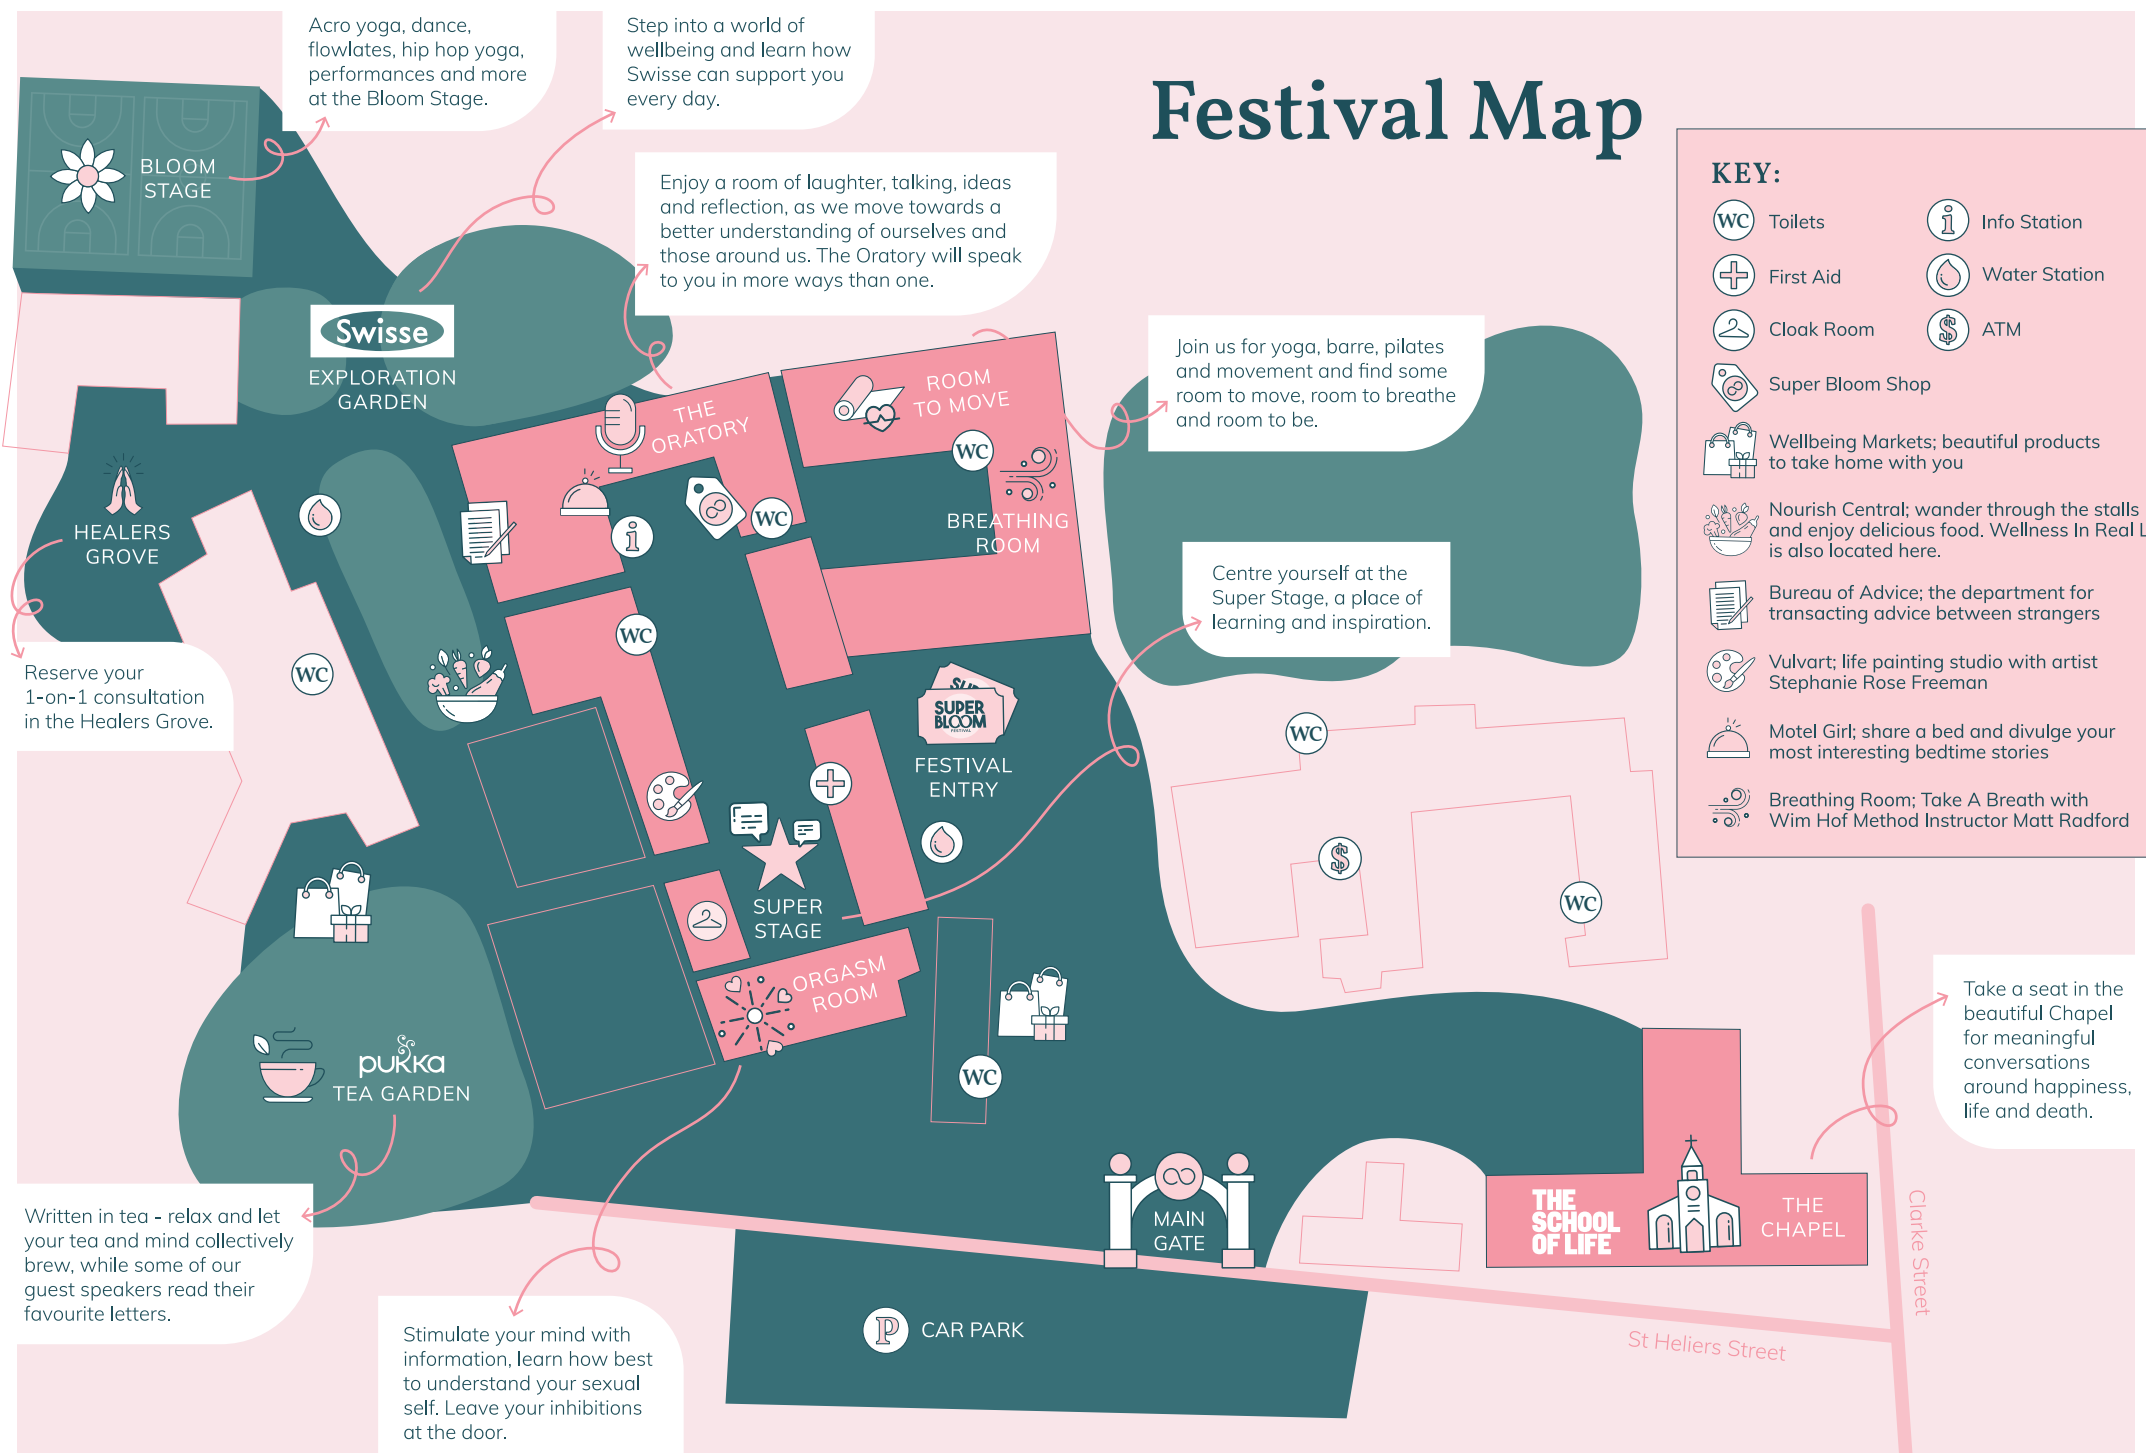 Festival Map
Acro yoga, dance,
flowlates, hip hop yoga,
performances and more
at the Bloom Stage.
Step into a world of
wellbeing and learn how
Swisse can support you
every day.
Enjoy a room of laughter, talking, ideas
and reflection, as we move towards a
better understanding of ourselves and
those around us. The Oratory will speak
to you in more ways than one.
BLOOM
STAGE
Swisse
EXPLORATION
GARDEN
THE
ORATORY
ROOM
TO MOVE
WC
WC
BREATHING
ROOM
Join us for yoga, barre, pilates
and movement and find some
room to move, room to breathe
and room to be.
HEALERS
GROVE
i
Centre yourself at the
Super Stage, a place of
learning and inspiration.
Reserve your
1-on-1 consultation
in the Healers Grove.
WC
WC
SUPER
BLOOM
FESTIVAL
FESTIVAL
ENTRY
WC
$
WC
SUPER
STAGE
ORGASM
ROOM
WC
pukka
TEA GARDEN
Take a seat in the
beautiful Chapel
for meaningful
conversations
around happiness,
life and death.
Written in tea - relax and let
your tea and mind collectively
brew, while some of our
guest speakers read their
favourite letters.
MAIN
GATE
THE
SCHOOL
OF LIFE
THE
CHAPEL
Clarke Street
St Heliers Street
P CAR PARK
Stimulate your mind with
information, learn how best
to understand your sexual
self. Leave your inhibitions
at the door.
KEY:
WC Toilets
i Info Station
First Aid
Water Station
Cloak Room
$ ATM
Super Bloom Shop
Wellbeing Markets; beautiful products
to take home with you
Nourish Central; wander through the stalls
and enjoy delicious food. Wellness In Real L
is also located here.
Bureau of Advice; the department for
transacting advice between strangers
Vulvart; life painting studio with artist
Stephanie Rose Freeman
Motel Girl; share a bed and divulge your
most interesting bedtime stories
Breathing Room; Take A Breath with
Wim Hof Method Instructor Matt Radford